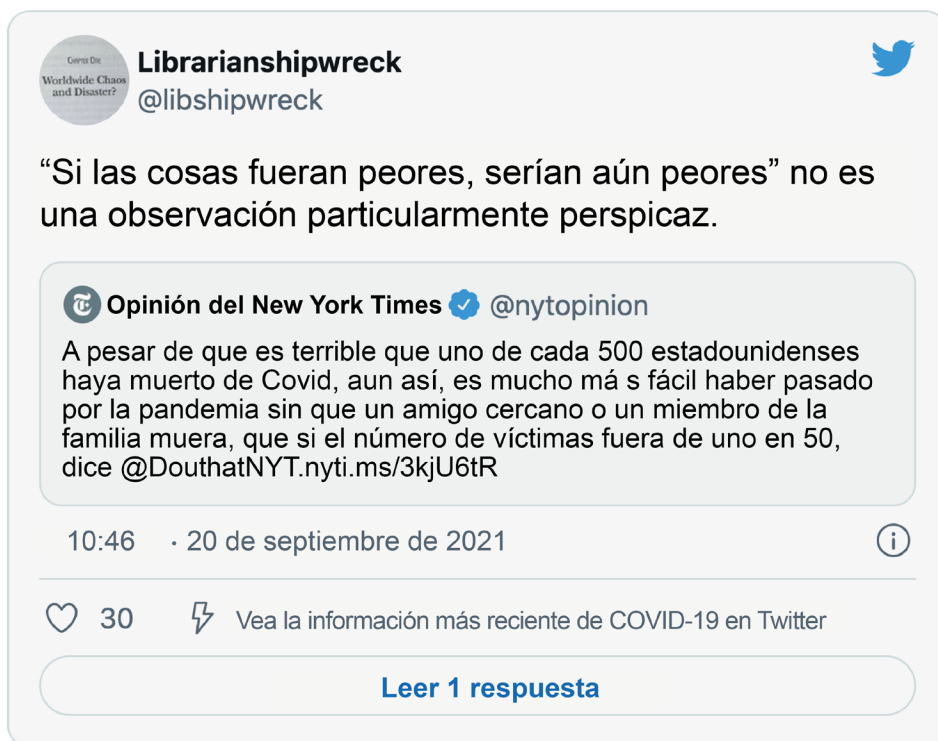 Chapter One
Worldwide Chaos
and Disaster?
Librarianshipwreck
@libshipwreck
“Si las cosas fueran peores, serían aún peores” no es
una observación particularmente perspicaz.
Opinión del New York Times @nytopinion
A pesar de que es terrible que uno de cada 500 estadounidenses
haya muerto de Covid, aun así, es mucho má s fácil haber pasado
por la pandemia sin que un amigo cercano o un miembro de la
familia muera, que si el número de víctimas fuera de uno en 50,
dice @DouthatNYT.nyti.ms/3kjU6tR
10:46 · 20 de septiembre de 2021
30 Vea la información más reciente de COVID-19 en Twitter
Leer 1 respuesta